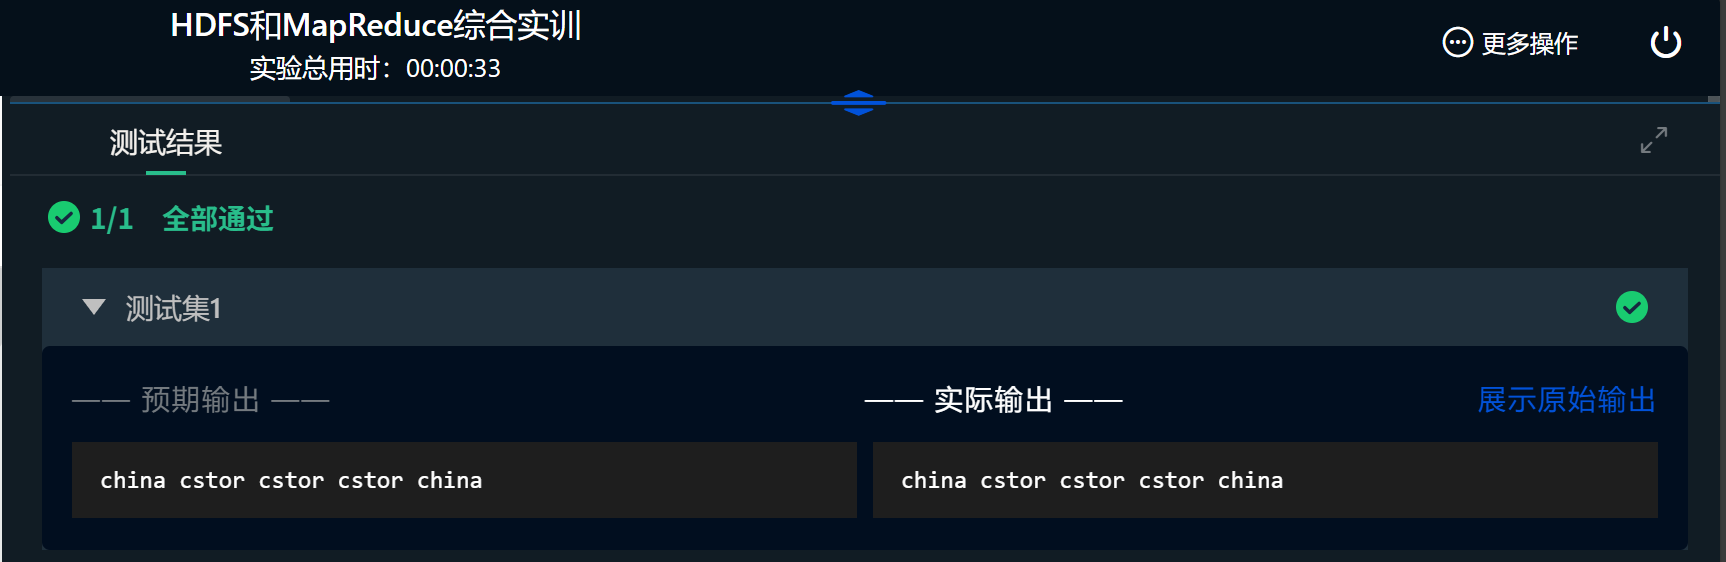 HDFS和MapReduce综合实训
实验总用时：00:00:33
更多操作
测试结果
1/1 全部通过
测试集1
—— 预期输出 ——
—— 实际输出 ——
展示原始输出
china cstor cstor cstor china
china cstor cstor cstor china